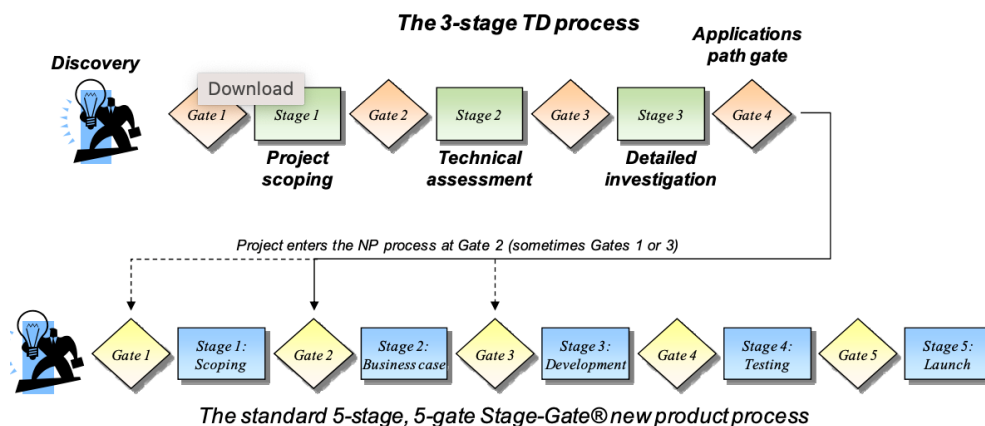 The 3-stage TD process
Applications
path gate
Discovery
Download
Gate 1
Stage 1
Gate 2
Stage 2
Gate 3
Stage 3
Gate 4
Project
scoping
Technical
assessment
Detailed
investigation
Project enters the NP process at Gate 2 (sometimes Gates 1 or 3)
Gate 1
Stage 1:
Scoping
Gate 2
Stage 2:
Business case
Gate 3
Stage 3:
Development
Gate 4
Stage 4:
Testing
Gate 5
Stage 5:
Launch
The standard 5-stage, 5-gate Stage-Gate® new product process